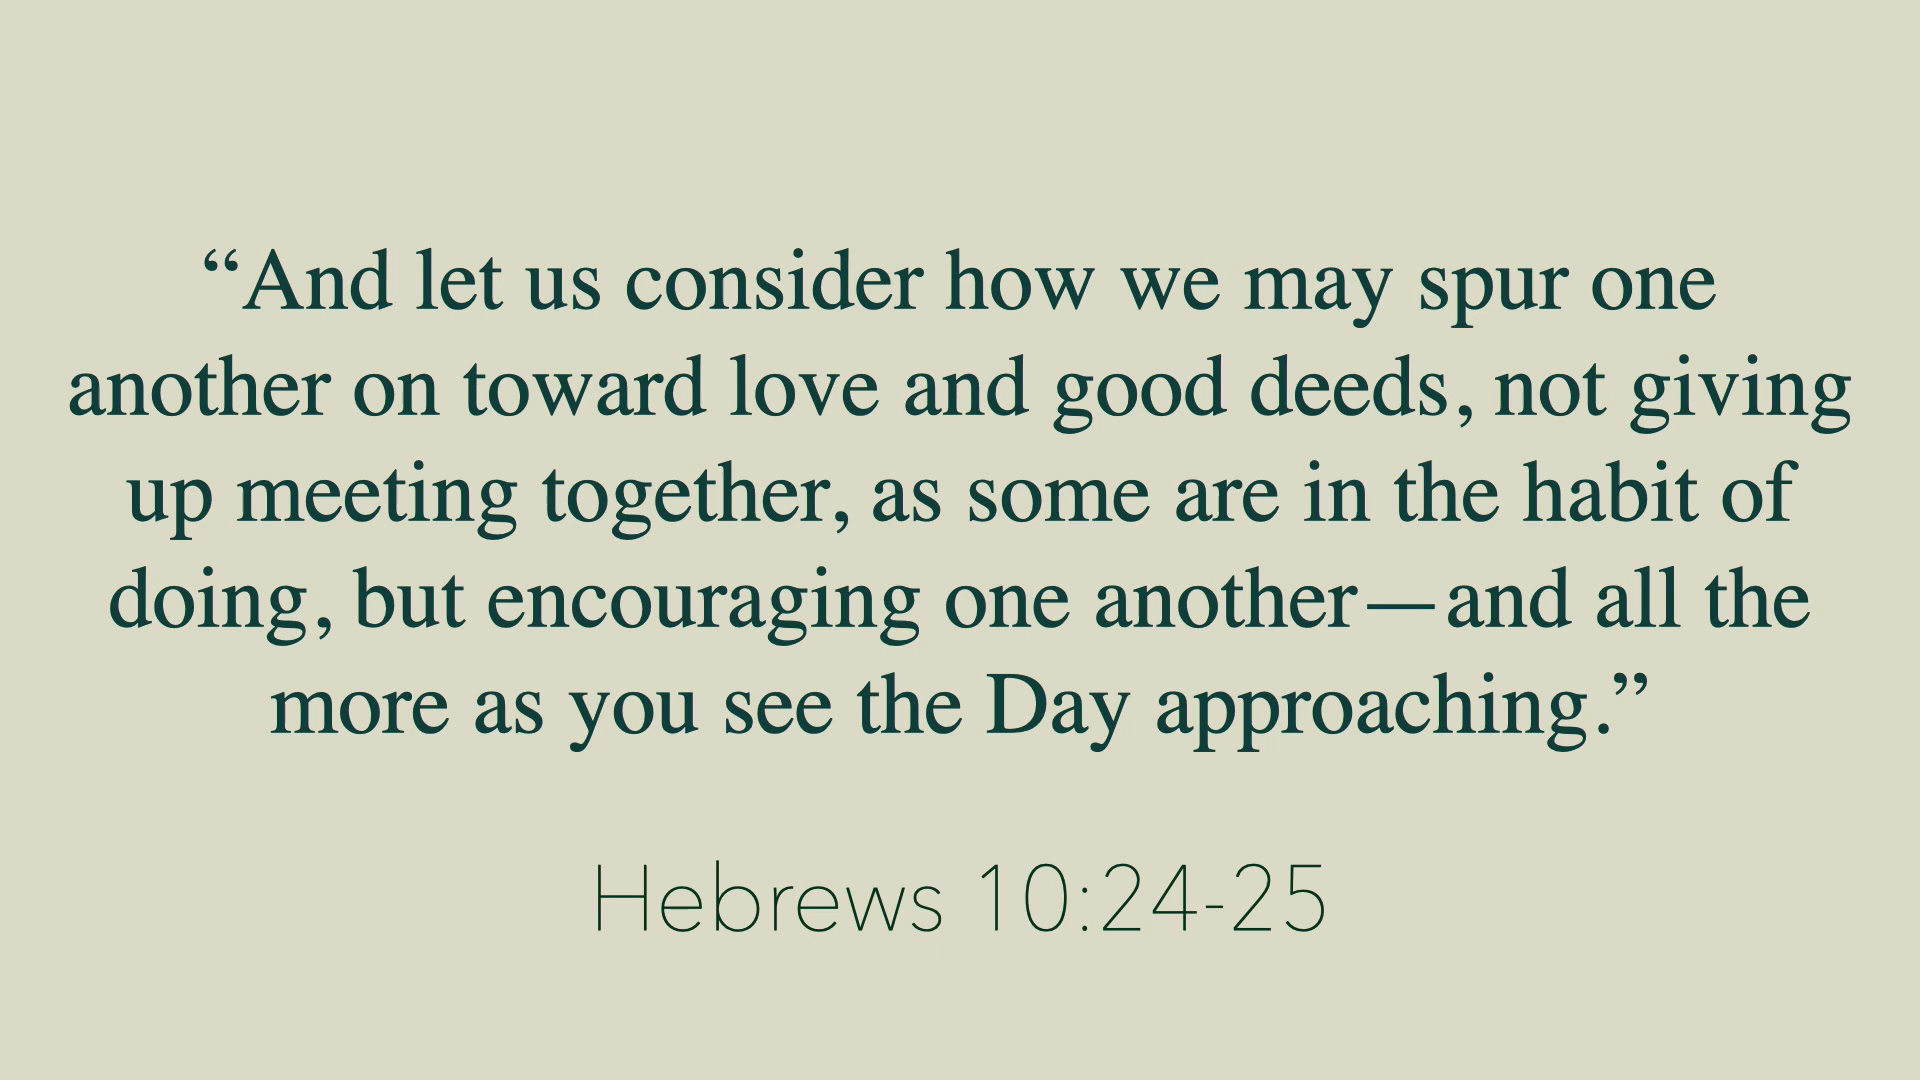 “And let us consider how we may spur one
another on toward love and good deeds, not giving
up meeting together, as some are in the habit of
doing, but encouraging one another—and all the
more as you see the Day approaching.”
Hebrews 10:24-25